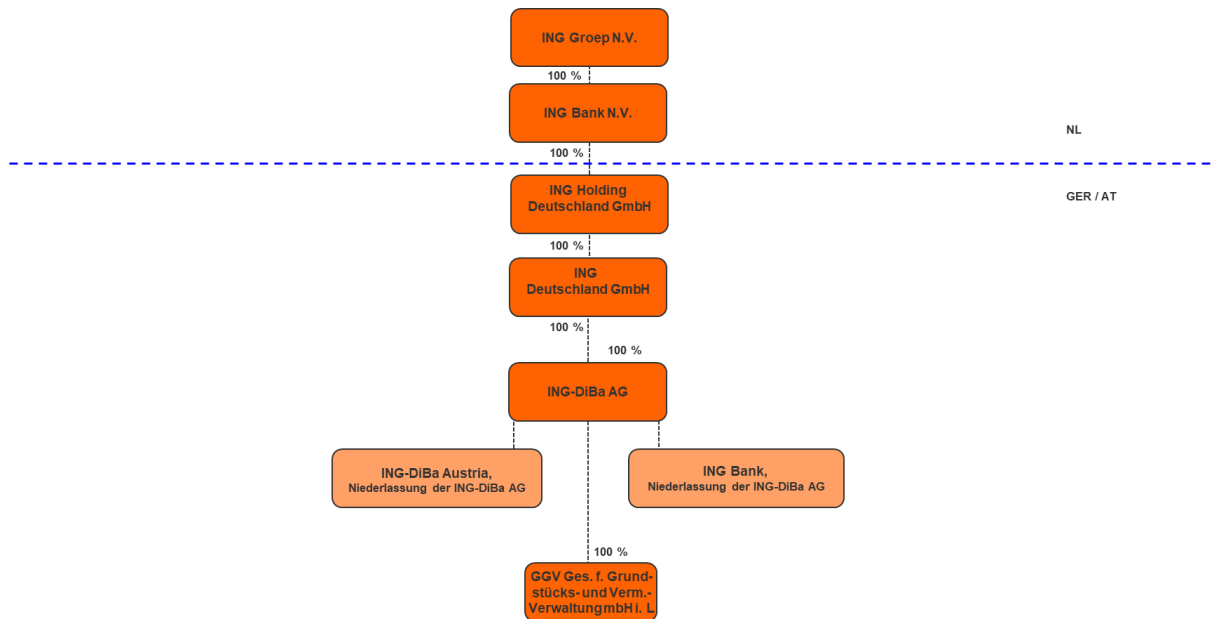 ING Groep N.V.
100 %
ING Bank N.V.
NL
100 %
ING Holding
Deutschland GmbH
GER / AT
100 %
ING
Deutschland GmbH
100 %
100 %
ING-DiBa AG
ING-DiBa Austria,
Niederlassung der ING-DiBa AG
ING Bank,
Niederlassung der ING-DiBa AG
100 %
GGV Ges. f. Grund-
stücks- und Verm.-
Verwaltung mbH i. L